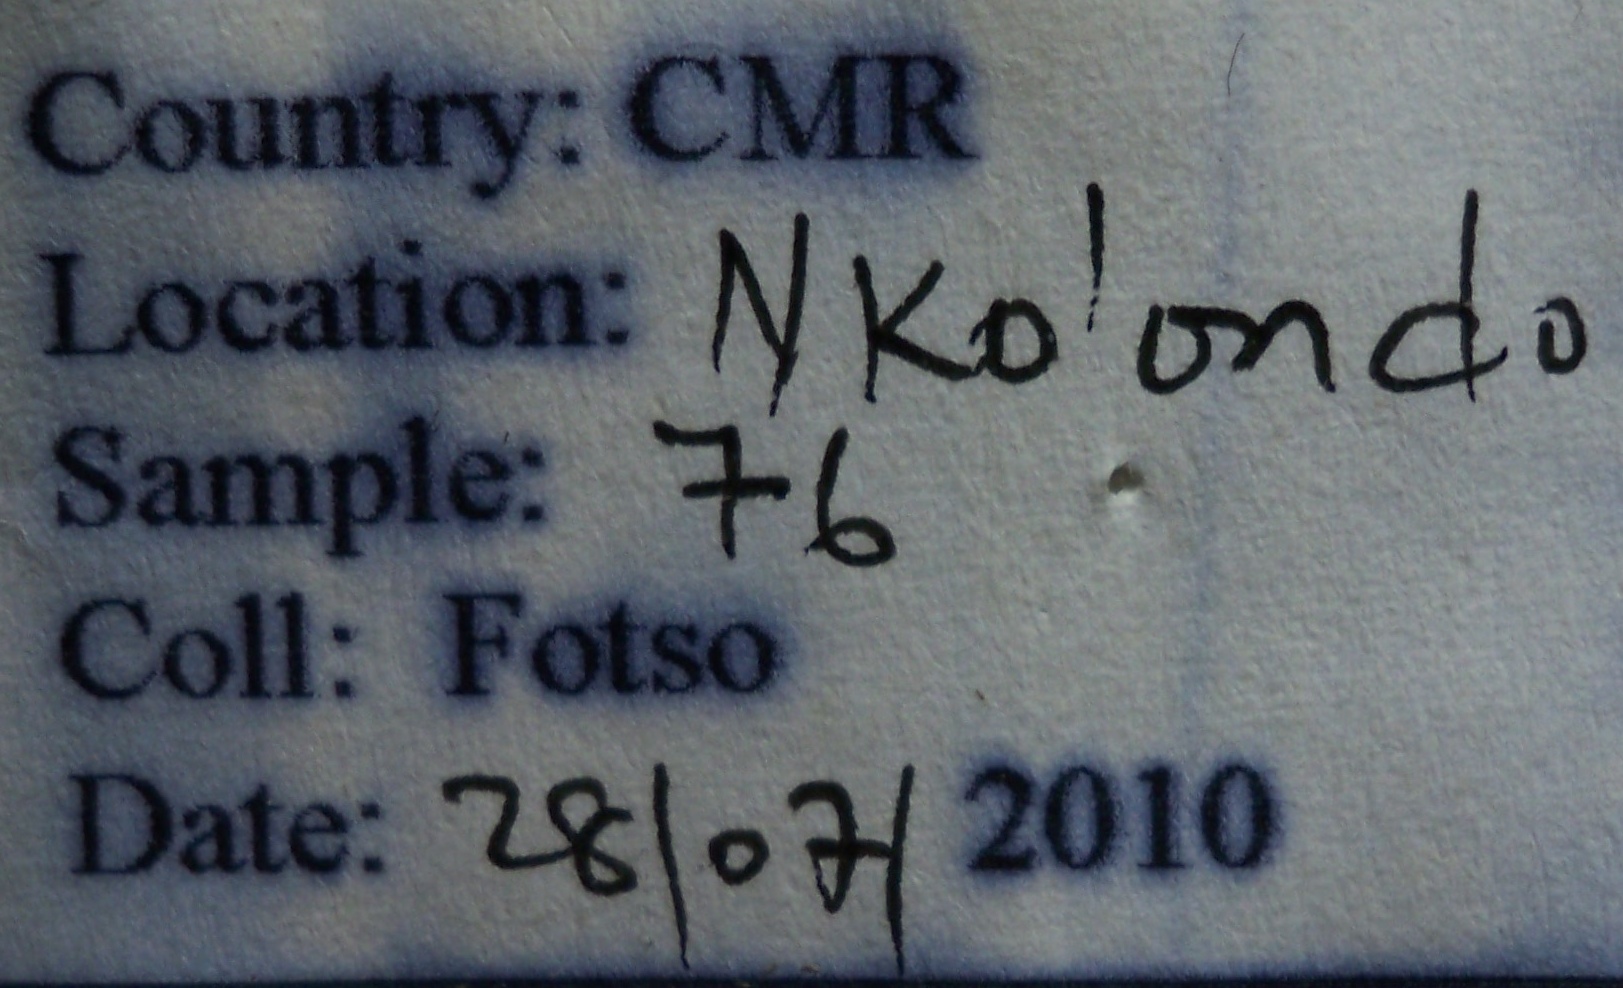 Country: CMR
Location: Nko'ondo
Sample: 76
Coll: Fotso
Date: 28/07/ 2010